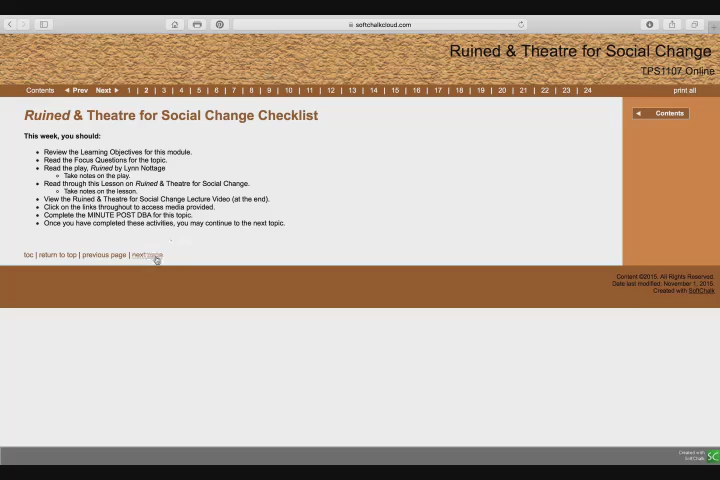 softchalkcloud.com
Ruined & Theatre for Social Change
TPS1107 Online
Contents ◄ Prev Next ► 1 | 2 | 3 | 4 | 5 | 6 | 7 | 8 | 9 | 10 | 11 | 12 | 13 | 14 | 15 | 16 | 17 | 18 | 19 | 20 | 21 | 22 | 23 | 24 print all
Ruined & Theatre for Social Change Checklist
◄ Contents
This week, you should:
Review the Learning Objectives for this module.
Read the Focus Questions for the topic.
Read the play, Ruined by Lynn Nottage
Take notes on the play.
Read through this Lesson on Ruined & Theatre for Social Change.
Take notes on the lesson.
View the Ruined & Theatre for Social Change Lecture Video (at the end).
Click on the links throughout to access media provided.
Complete the MINUTE POST DBA for this topic.
Once you have completed these activities, you may continue to the next topic.
toc | return to top | previous page | next page
Content ©2015. All Rights Reserved.
Date last modified: November 1, 2015.
Created with SoftChalk
Created with
SoftChalk
SC